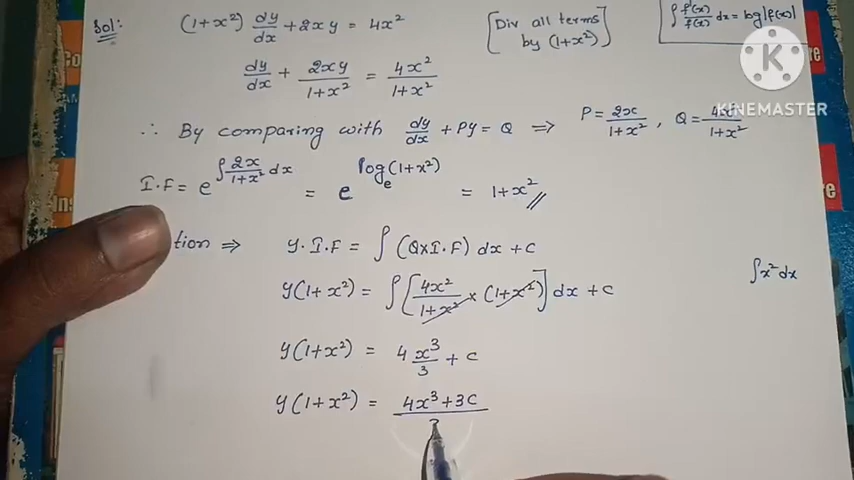 Sol:
(1+x²) dy/dx + 2xy = 4x²
[Div all terms by (1+x²)]
∫ f'(x)/f(x) dx = log|f(x)|
dy/dx + 2xy/1+x² = 4x²/1+x²
KINEMASTER
∴ By comparing with dy/dx + Py = Q ⇒ P = 2x/1+x² , Q = 4x²/1+x²
I.F = e^∫ 2x/1+x² dx = e^logₑ(1+x²) = 1+x²
tion ⇒ y. I.F = ∫ (Q×I.F) dx + c
y(1+x²) = ∫ [4x²/1+x² × (1+x²)] dx + c
∫x² dx
y(1+x²) = 4 x³/3 + c
y(1+x²) = 4x³+3c